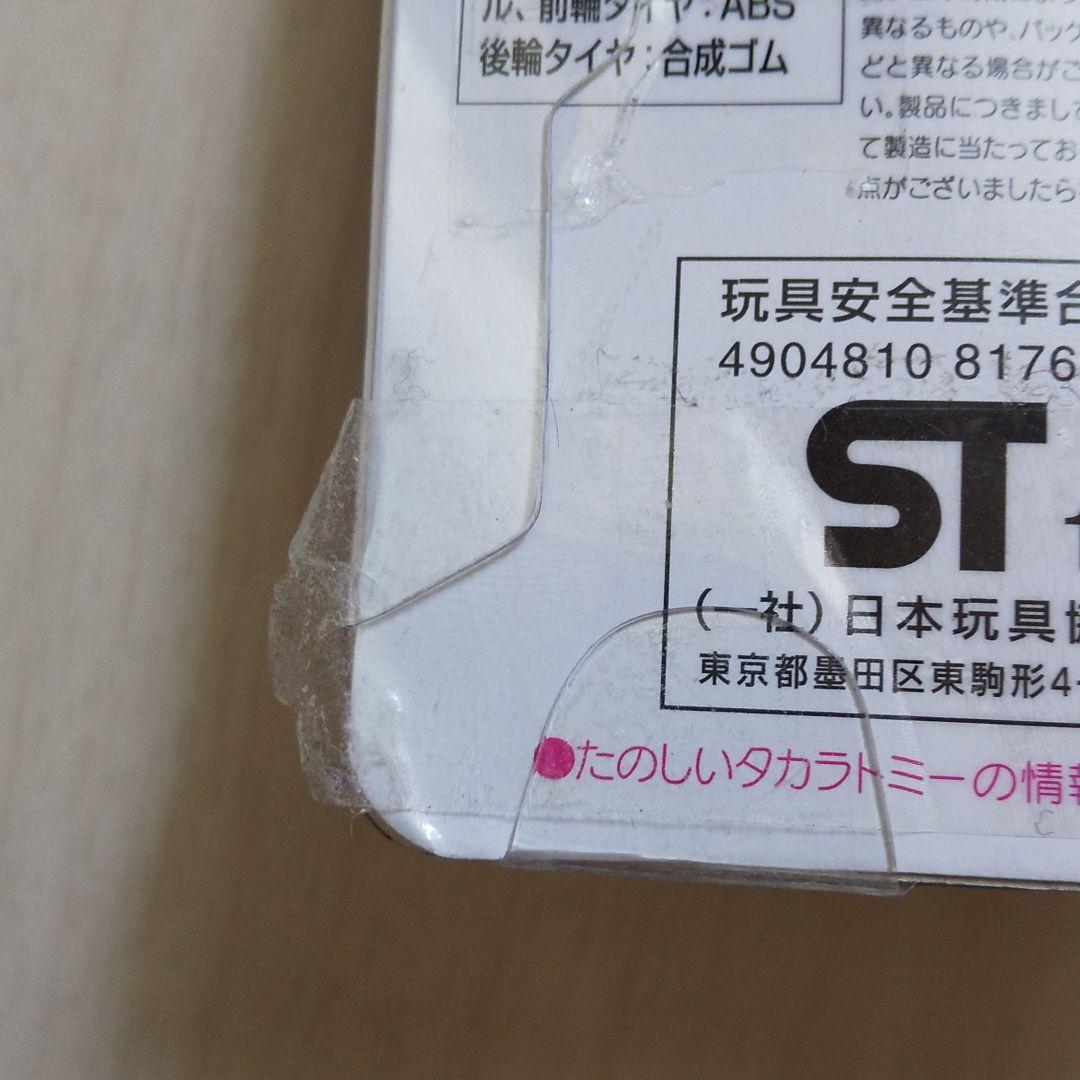 ル、前輪タイヤ：ABS
後輪タイヤ：合成ゴム
異なるものや、パッケ
どと異なる場合がご
い。製品につきまして
て製造に当たってお
点がございましたら
玩具安全基準合
4904810 8176
ST
（一社）日本玩具協
東京都墨田区東駒形4-
●たのしいタカラトミーの情報